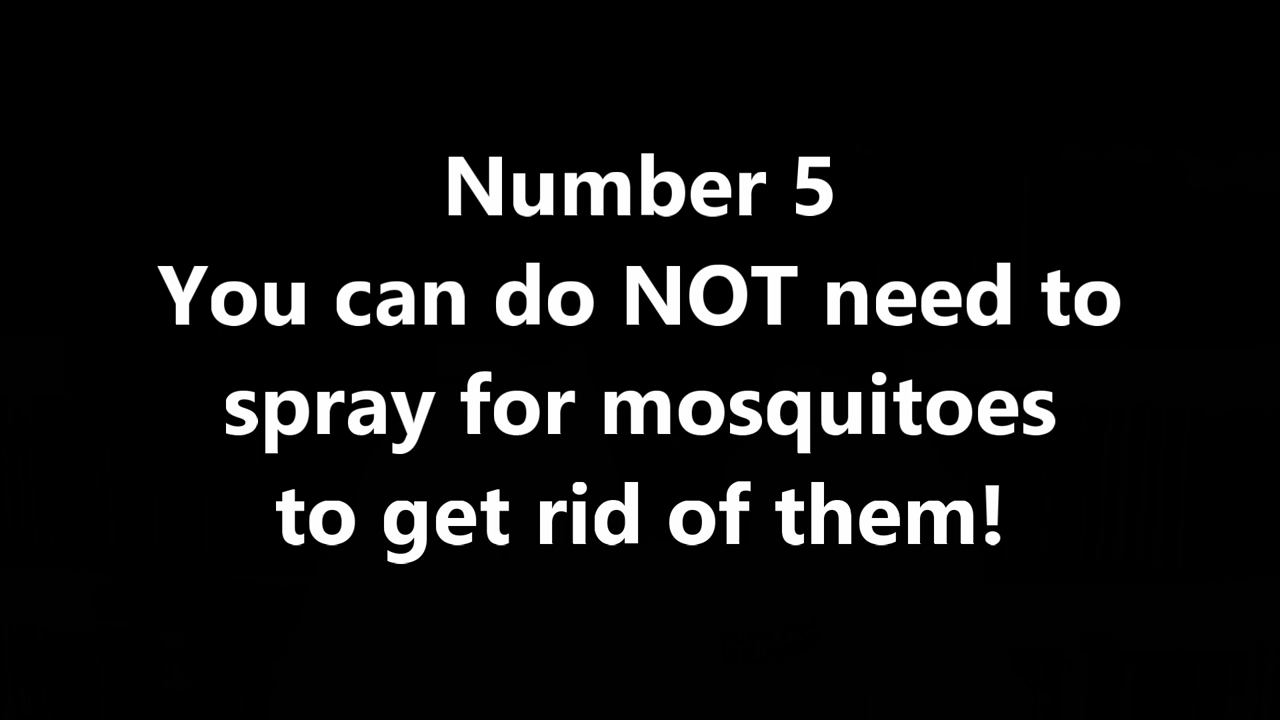 Number 5
You can do NOT need to
spray for mosquitoes
to get rid of them!